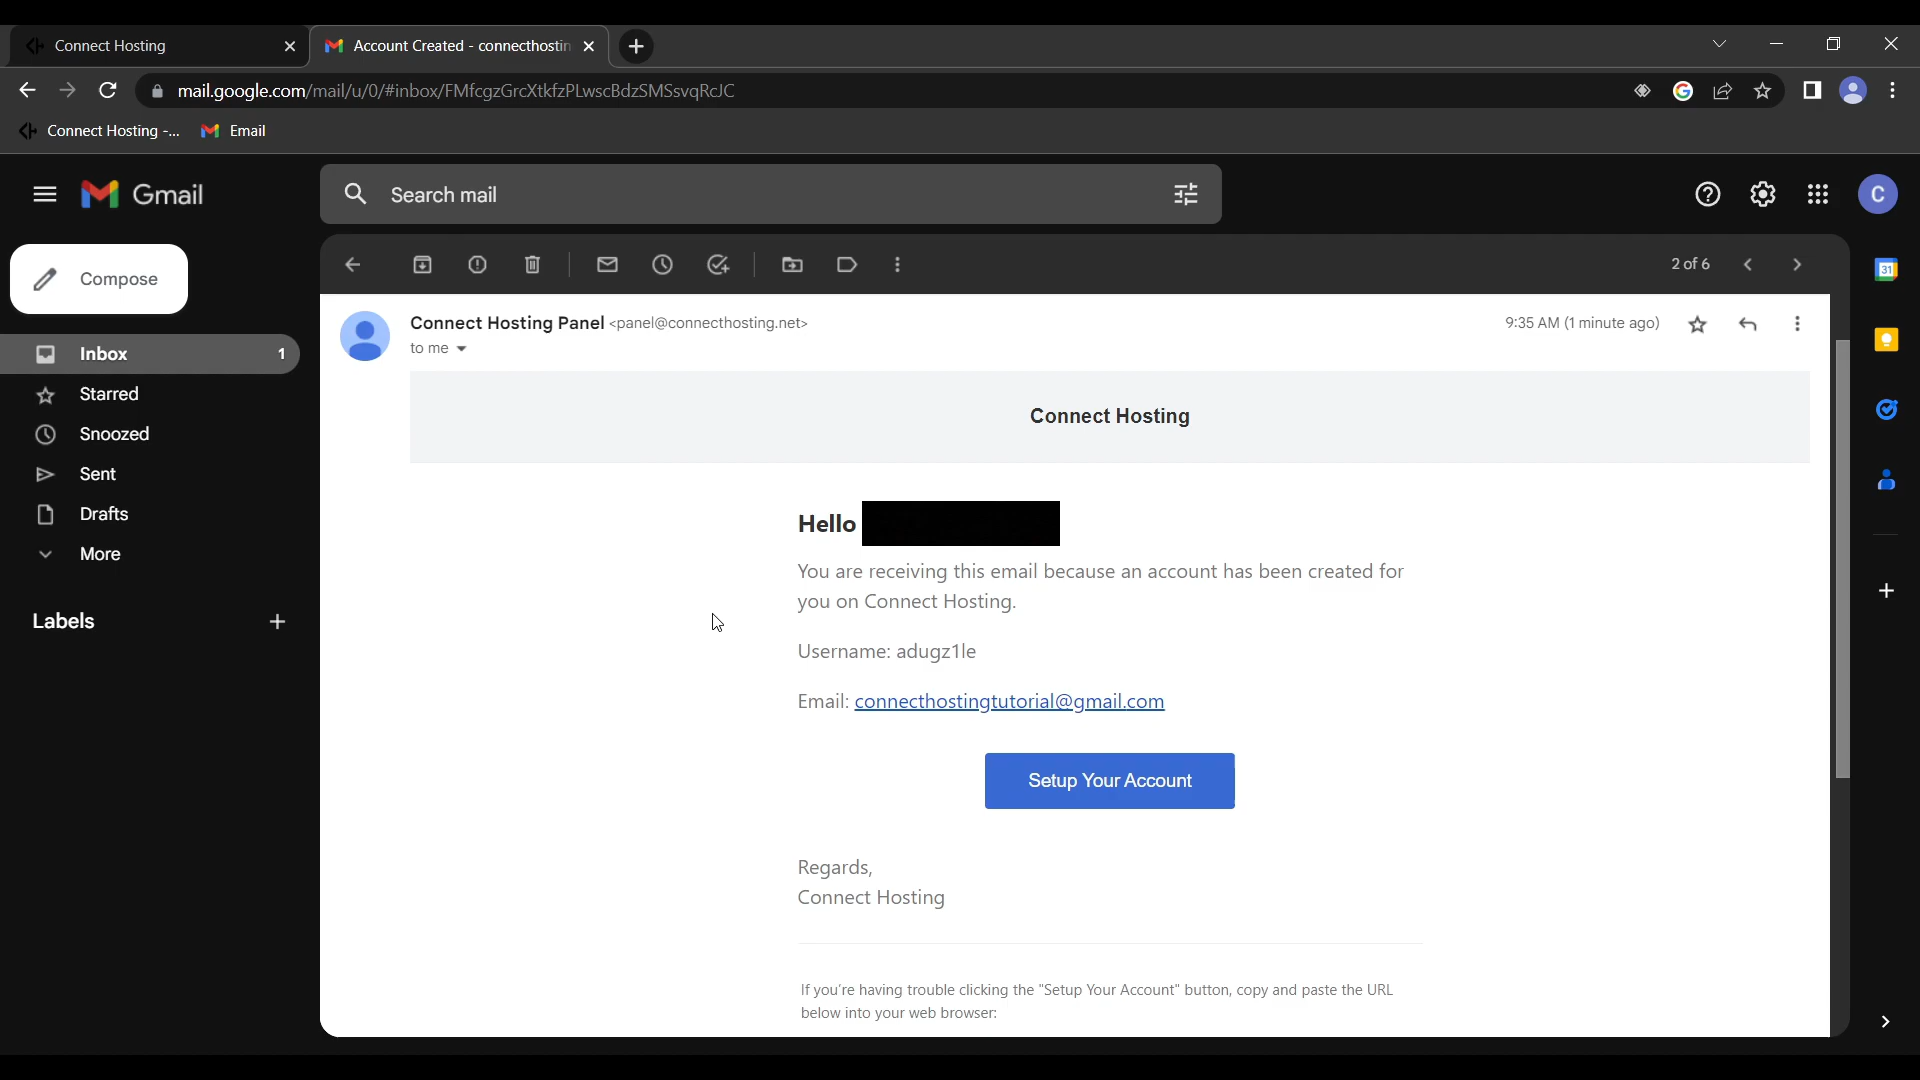 Connect Hosting
Account Created - connecthostin
mail.google.com/mail/u/0/#inbox/FMfcgzGrcXtkfzPLwscBdzSMSsvqRcJC
Connect Hosting -...
Email
Gmail
Search mail
C
Compose
2 of 6
31
Inbox 1
Starred
Snoozed
Sent
Drafts
More
Labels
Connect Hosting Panel <panel@connecthosting.net>
9:35 AM (1 minute ago)
to me
Connect Hosting
Hello
You are receiving this email because an account has been created for
you on Connect Hosting.
Username: adugz1le
Email: connecthostingtutorial@gmail.com
Setup Your Account
Regards,
Connect Hosting
If you're having trouble clicking the "Setup Your Account" button, copy and paste the URL
below into your web browser: